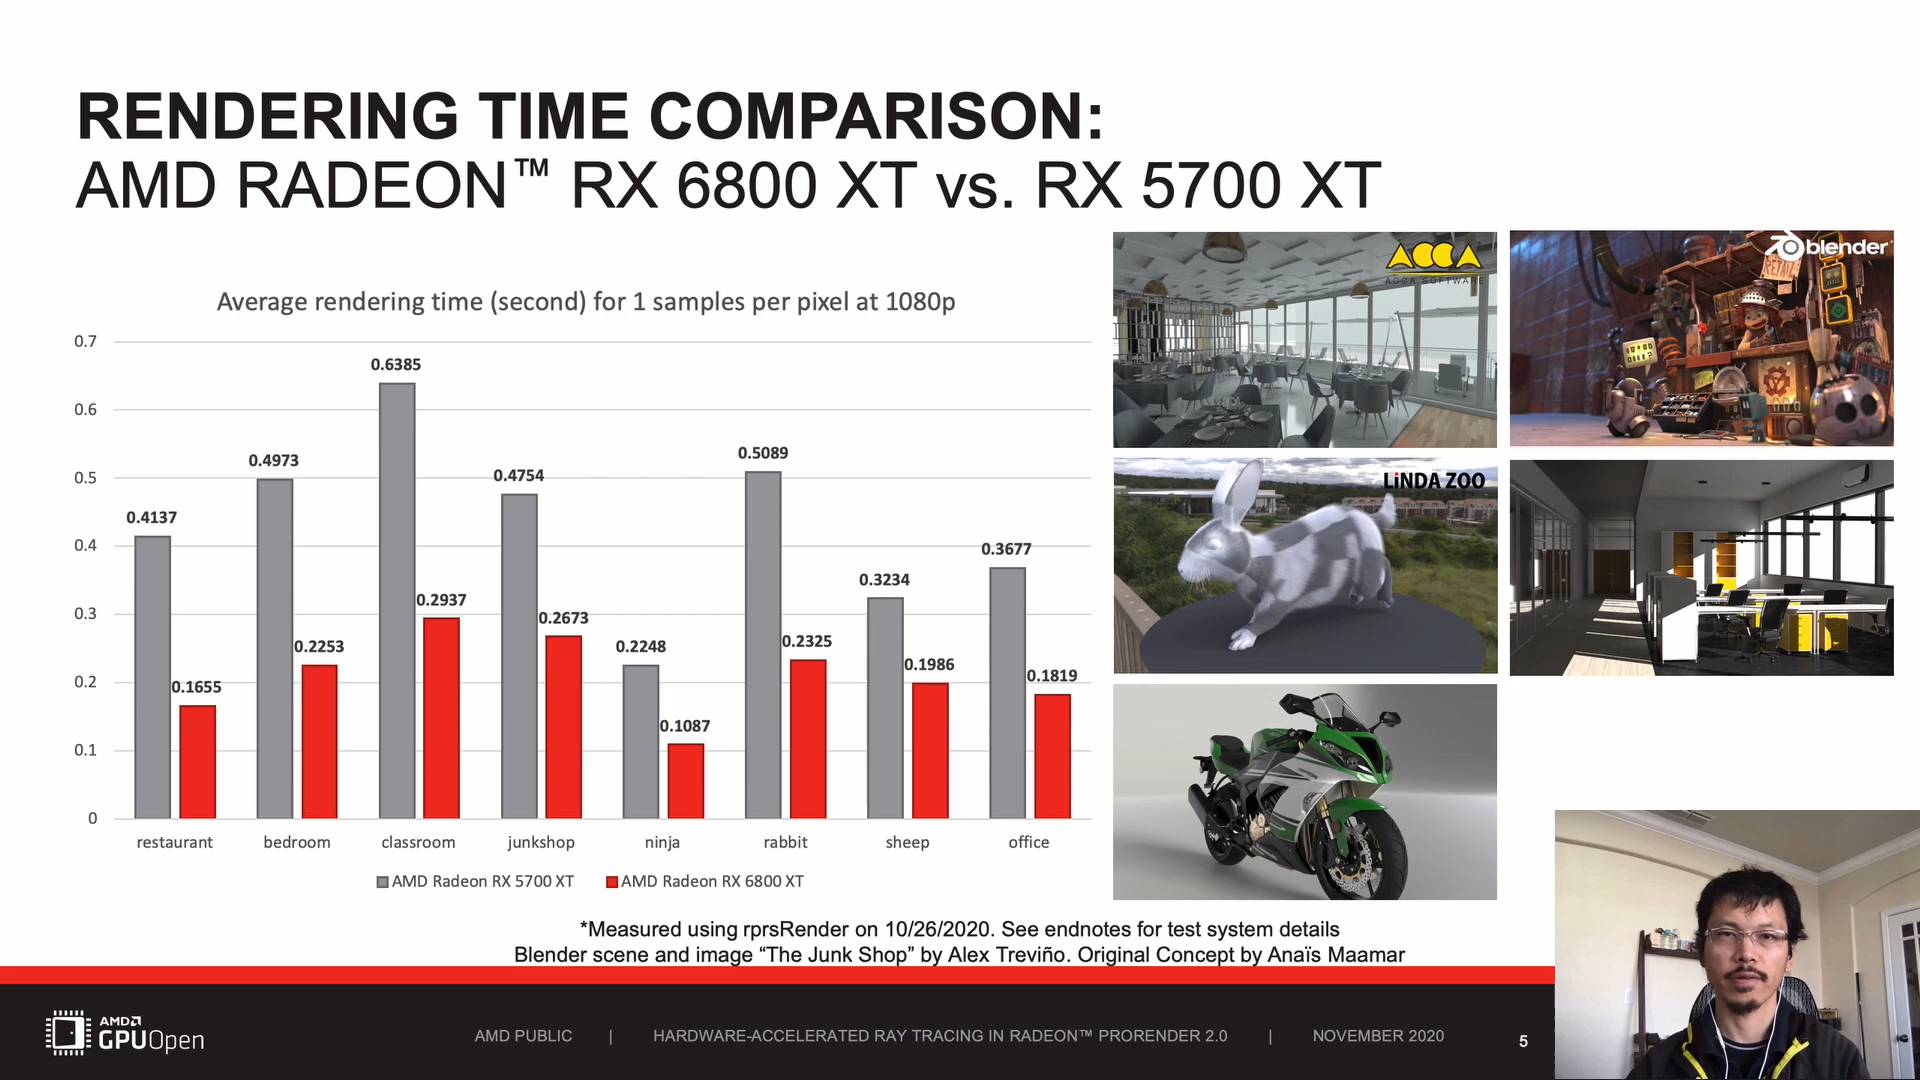 RENDERING TIME COMPARISON:
AMD RADEON™ RX 6800 XT vs. RX 5700 XT
Average rendering time (second) for 1 samples per pixel at 1080p
0.7
0.6
0.5
0.4
0.3
0.2
0.1
0
0.4137
0.1655
0.4973
0.2253
0.6385
0.2937
0.4754
0.2673
0.2248
0.1087
0.5089
0.2325
0.3234
0.1986
0.3677
0.1819
restaurant bedroom classroom junkshop ninja rabbit sheep office
AMD Radeon RX 5700 XT AMD Radeon RX 6800 XT
ACCA
ACCA SOFTWARE
blender
RETAIL
LiNDA ZOO
*Measured using rprsRender on 10/26/2020. See endnotes for test system details
Blender scene and image “The Junk Shop” by Alex Treviño. Original Concept by Anaïs Maamar
AMD
GPUOpen
AMD PUBLIC | HARDWARE-ACCELERATED RAY TRACING IN RADEON™ PRORENDER 2.0 | NOVEMBER 2020
5